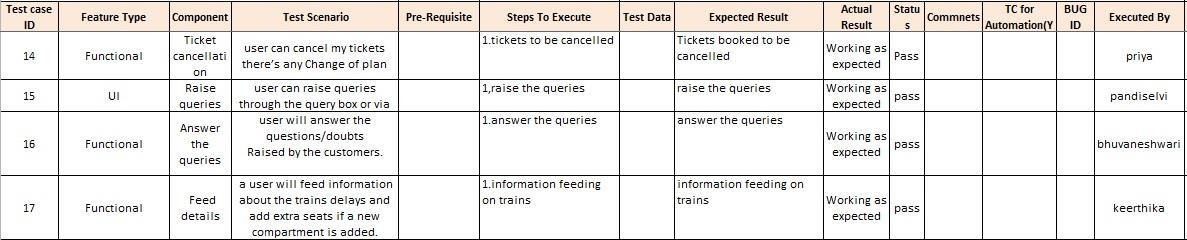 Test case ID Feature Type Component Test Scenario Pre-Requisite Steps To Execute Test Data Expected Result Actual Result Status Commnets TC for Automation(Y BUG ID Executed By
14 Functional Ticket cancellation user can cancel my tickets there's any Change of plan 1.tickets to be cancelled Tickets booked to be cancelled Working as expected Pass priya
15 UI Raise queries user can raise queries through the query box or via 1,raise the queries raise the queries Working as expected pass pandiselvi
16 Functional Answer the queries user will answer the questions/doubts Raised by the customers. 1.answer the queries answer the queries Working as expected pass bhuvaneshwari
17 Functional Feed details a user will feed information about the trains delays and add extra seats if a new compartment is added. 1.information feeding on trains information feeding on trains Working as expected pass keerthika